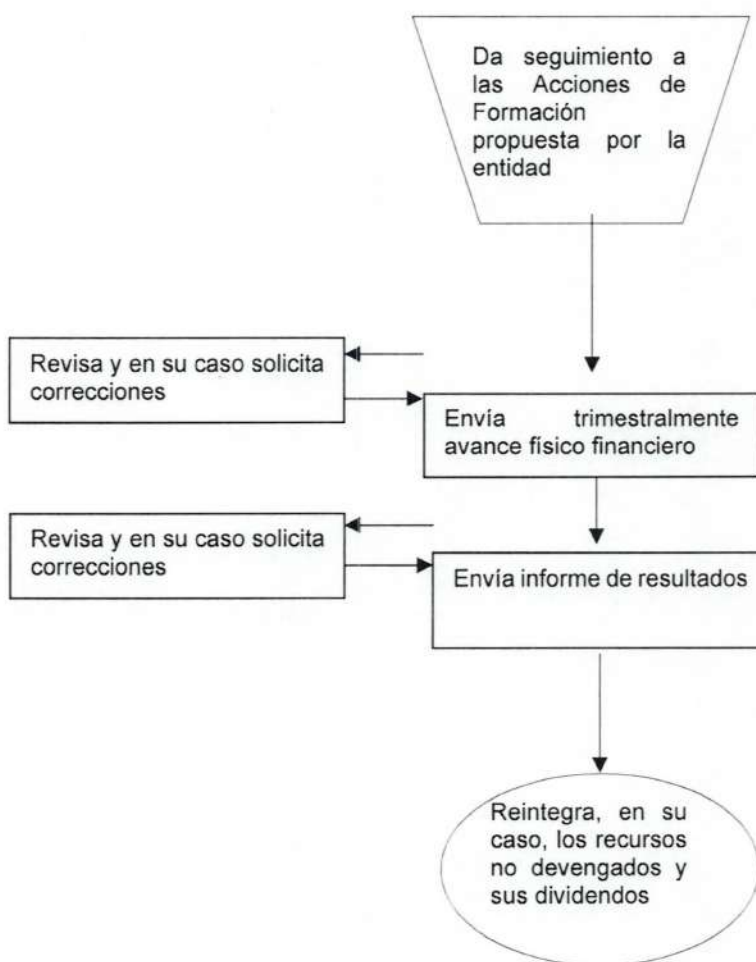 Da seguimiento a
las Acciones de
Formación
propuesta por la
entidad
Revisa y en su caso solicita
correcciones
Envía trimestralmente
avance físico financiero
Revisa y en su caso solicita
correcciones
Envía informe de resultados
Reintegra, en su
caso, los recursos
no devengados y
sus dividendos